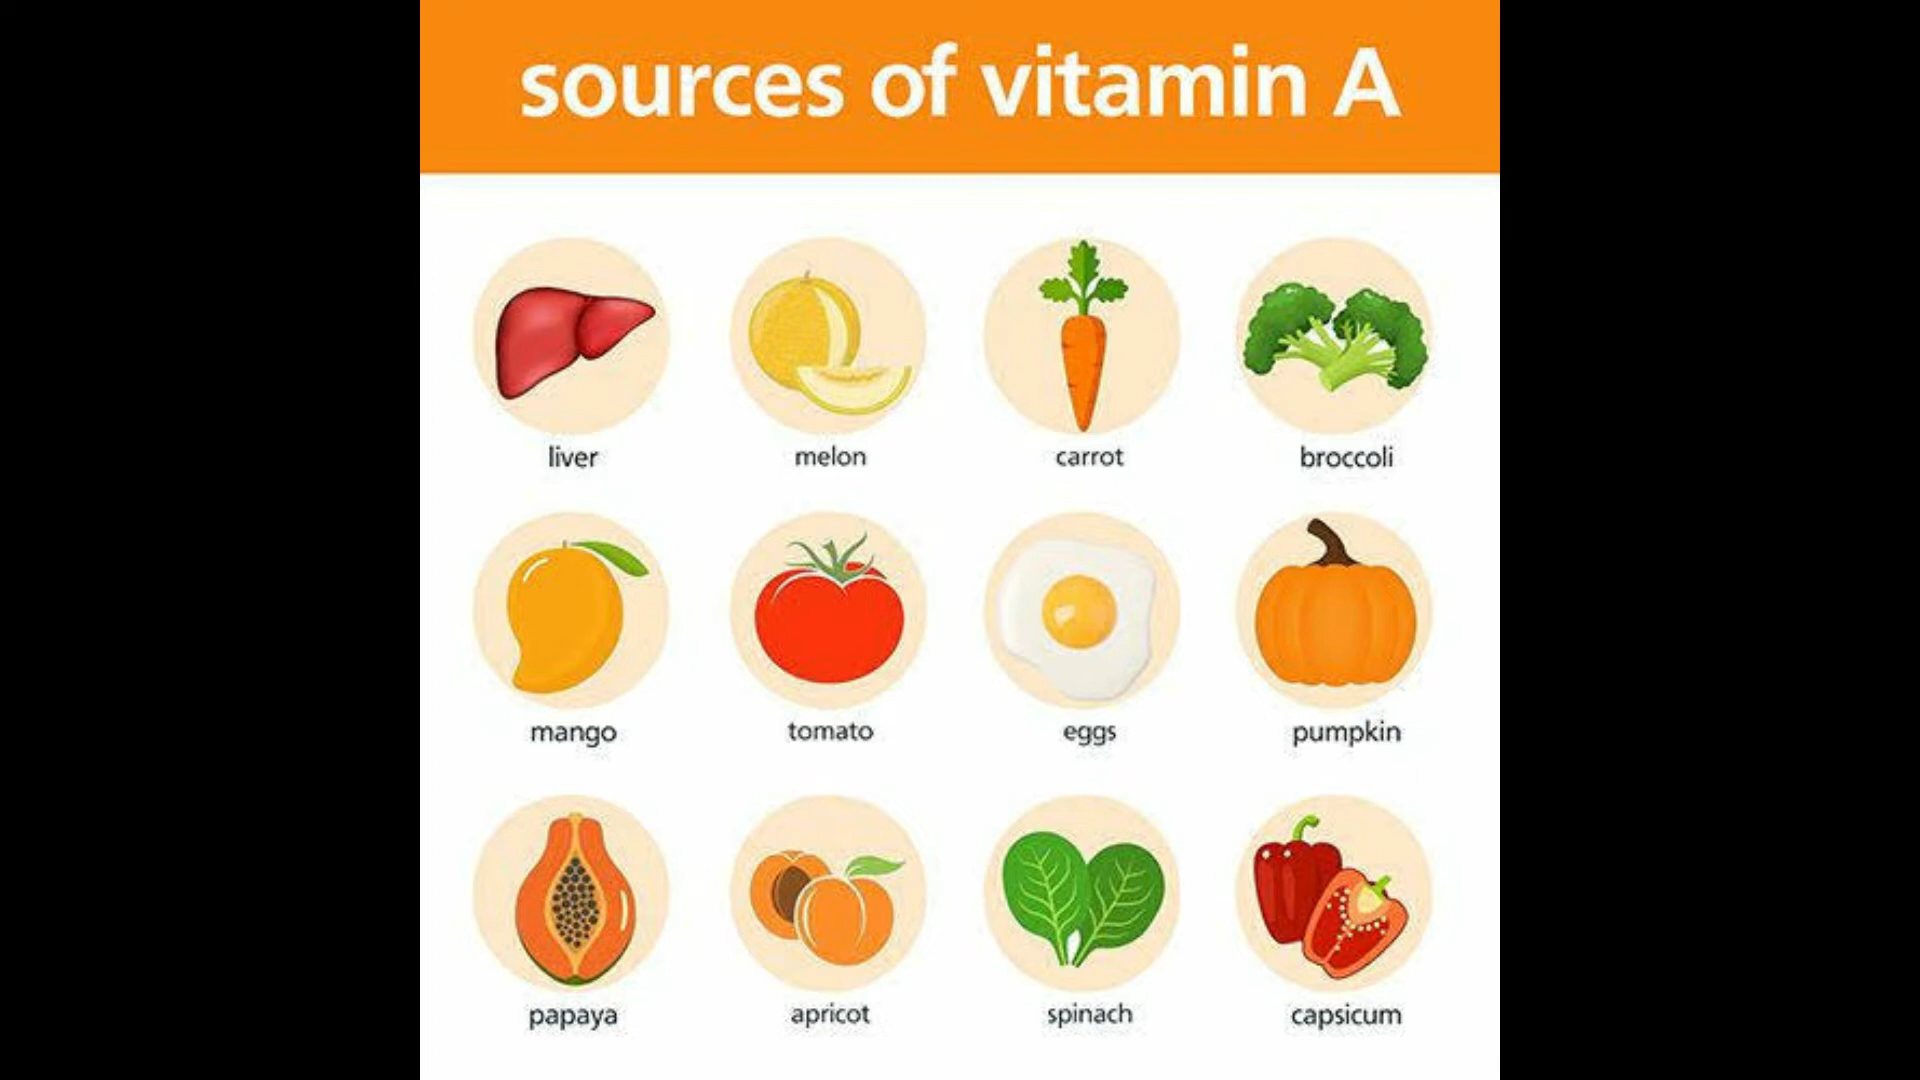 sources of vitamin A
liver
melon
carrot
broccoli
mango
tomato
eggs
pumpkin
papaya
apricot
spinach
capsicum